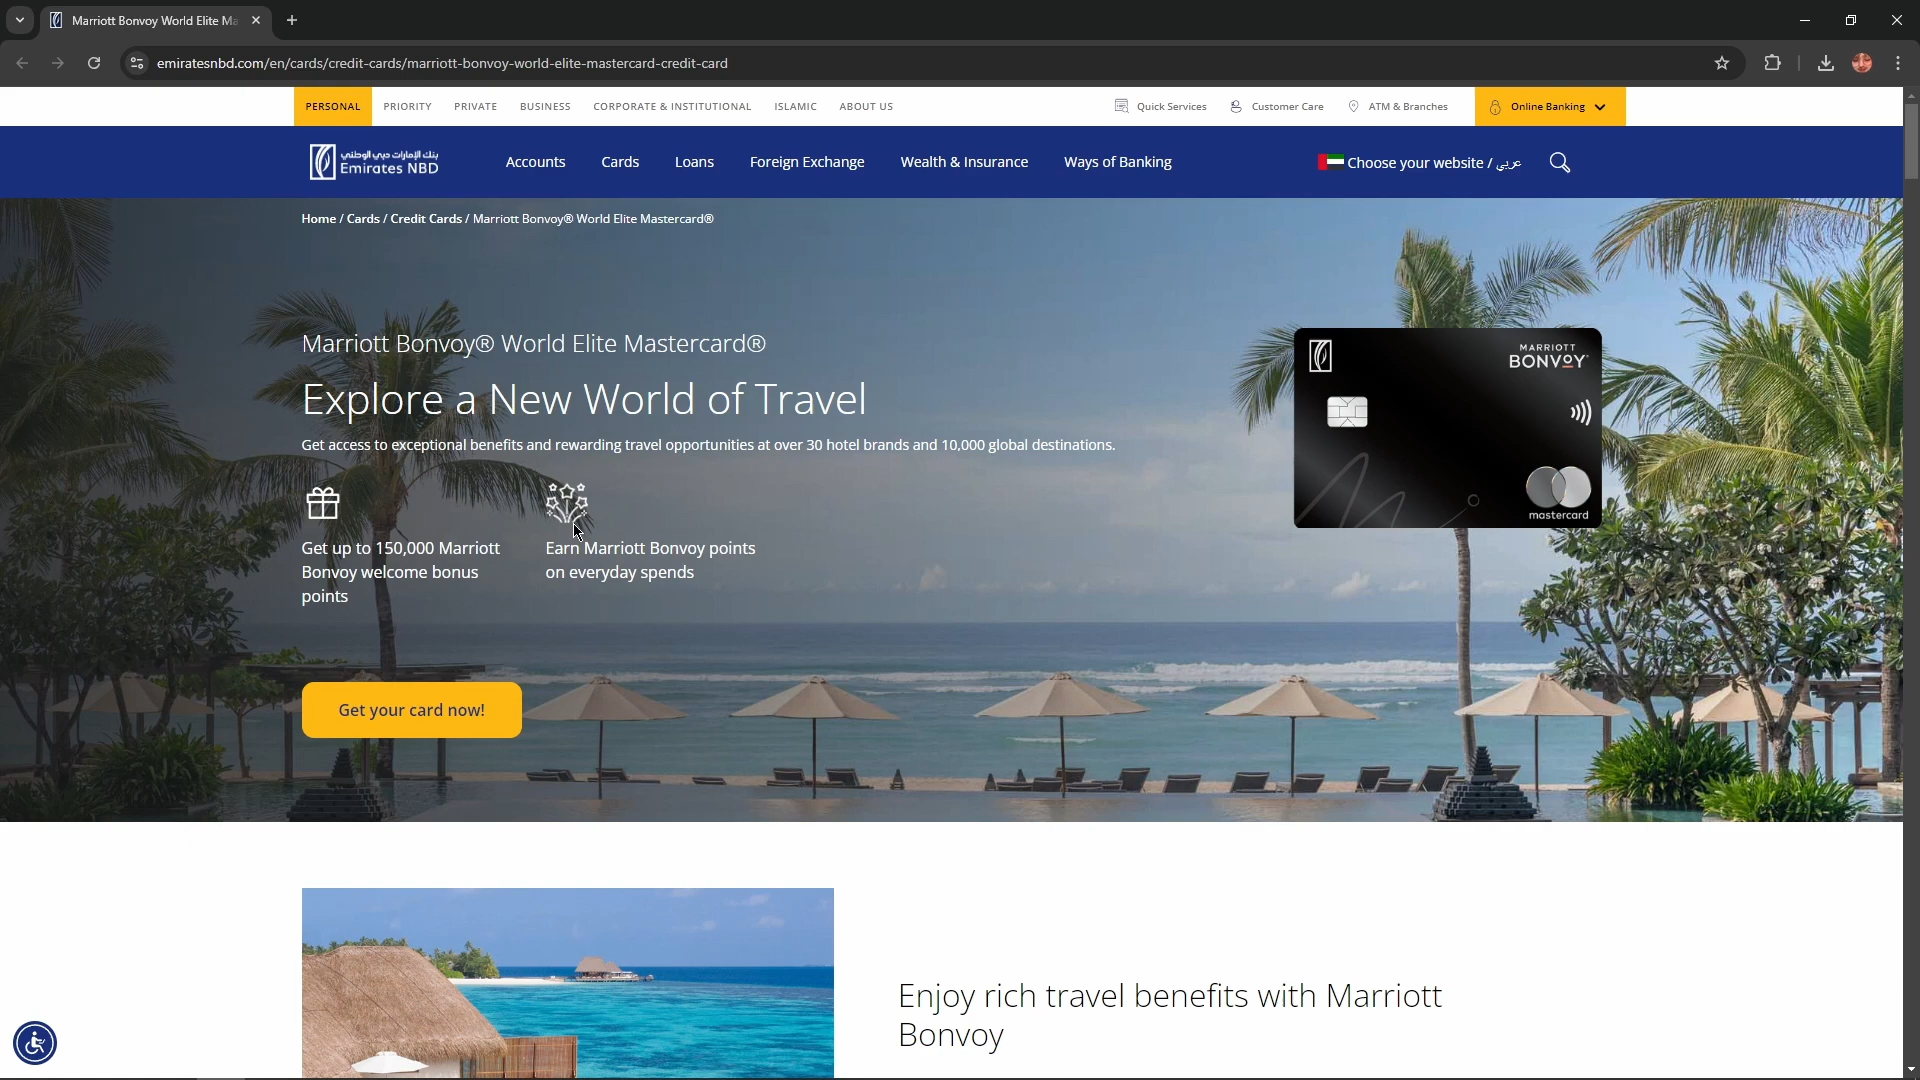 Marriott Bonvoy World Elite Ma
emiratesnbd.com/en/cards/credit-cards/marriott-bonvoy-world-elite-mastercard-credit-card
PERSONAL PRIORITY PRIVATE BUSINESS CORPORATE & INSTITUTIONAL ISLAMIC ABOUT US Quick Services Customer Care ATM & Branches Online Banking
بنك الإمارات دبي الوطني
Emirates NBD
Accounts Cards Loans Foreign Exchange Wealth & Insurance Ways of Banking Choose your website / عربي
Home / Cards / Credit Cards / Marriott Bonvoy® World Elite Mastercard®
Marriott Bonvoy® World Elite Mastercard®
Explore a New World of Travel
Get access to exceptional benefits and rewarding travel opportunities at over 30 hotel brands and 10,000 global destinations.
MARRIOTT
BONVOY
mastercard
Get up to 150,000 Marriott
Bonvoy welcome bonus
points
Earn Marriott Bonvoy points
on everyday spends
Get your card now!
Enjoy rich travel benefits with Marriott
Bonvoy